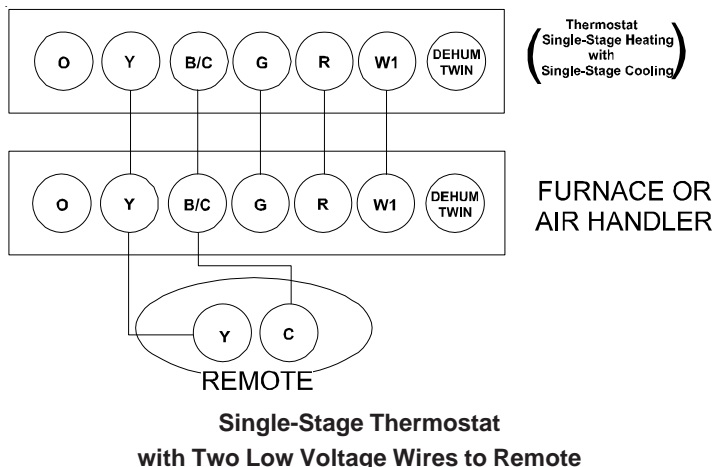 Thermostat
Single-Stage Heating
with
Single-Stage Cooling
O Y B/C G R W1 DEHUM
TWIN
O Y B/C G R W1 DEHUM
TWIN
FURNACE OR
AIR HANDLER
Y C
REMOTE
Single-Stage Thermostat
with Two Low Voltage Wires to Remote